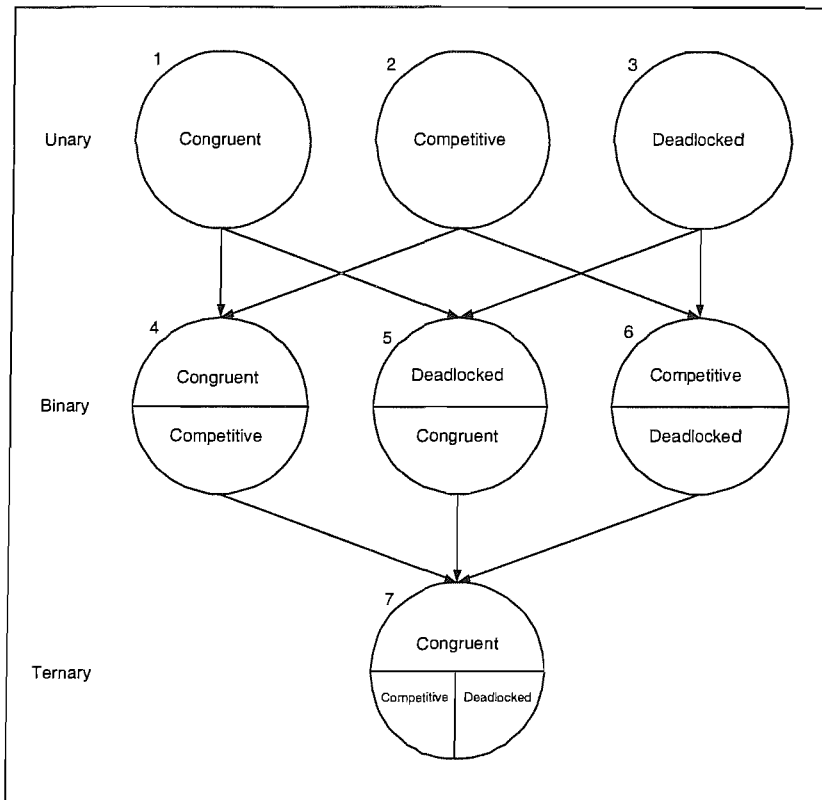 1
2
3
Unary
Congruent
Competitive
Deadlocked
4
5
6
Binary
Congruent
Competitive
Deadlocked
Congruent
Competitive
Deadlocked
7
Ternary
Congruent
Competitive
Deadlocked